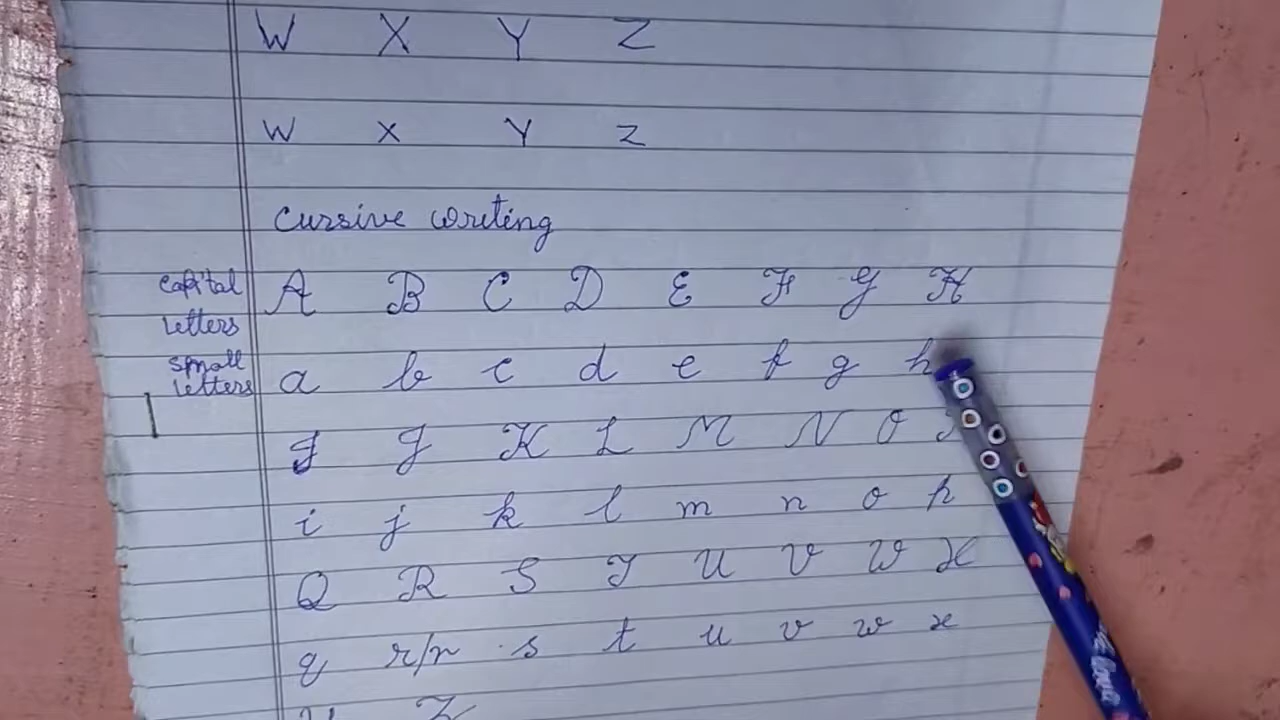 W X Y Z
W X Y Z
Cursive writing
Capital letters
A B C D E F G H
small letters
a b c d e f g h
I J K L M N O
i j k l m n o p
Q R S T U V W X
q r/r s t u v w x
Y Z